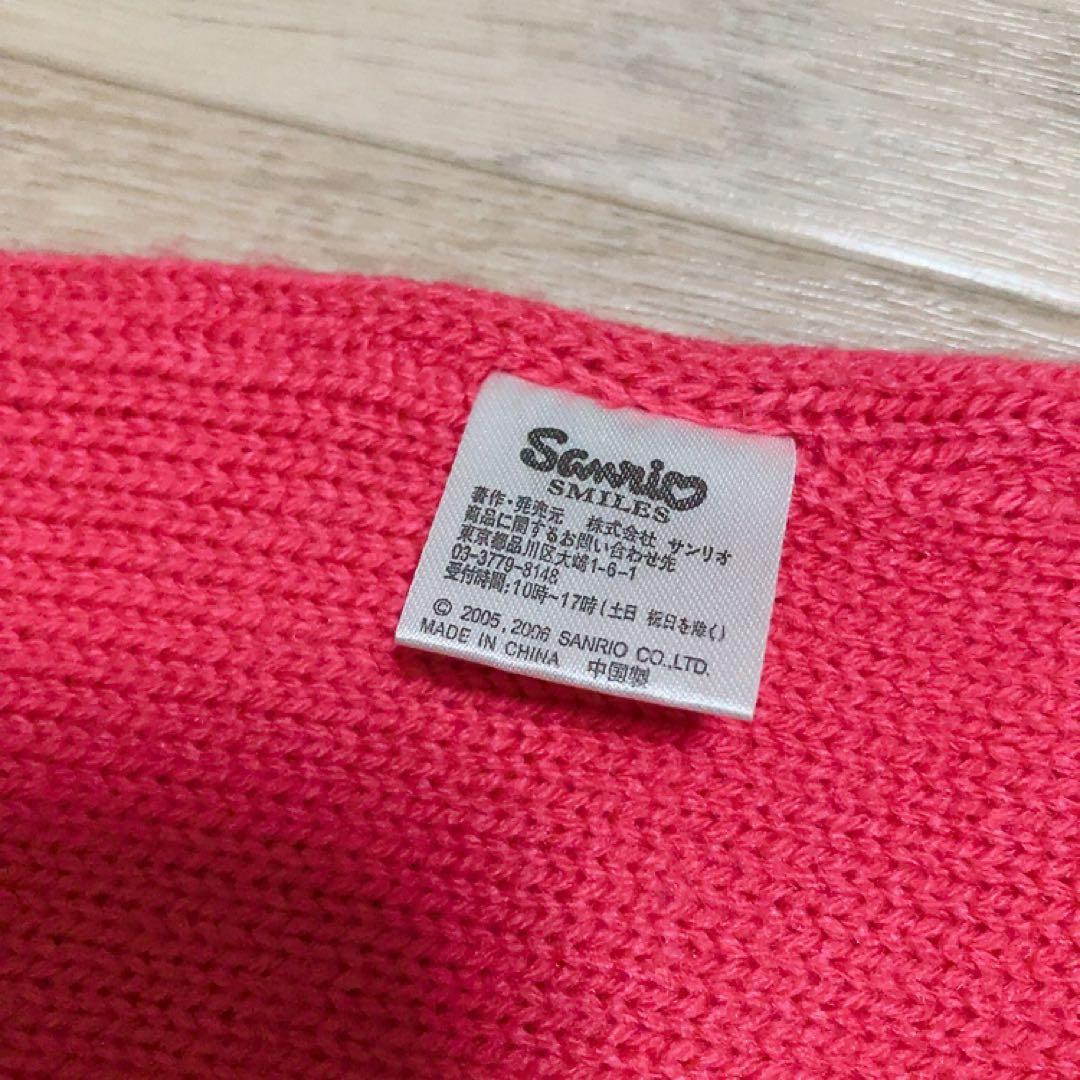 Sanrio
SMILES
著作・発売元 株式会社 サンリオ
商品に関するお問い合わせ先
東京都品川区大崎1-6-1
03-3779-8148
受付時間:10時~17時(土日 祝日を除く)
© 2005, 2006 SANRIO CO.,LTD.
MADE IN CHINA 中国製